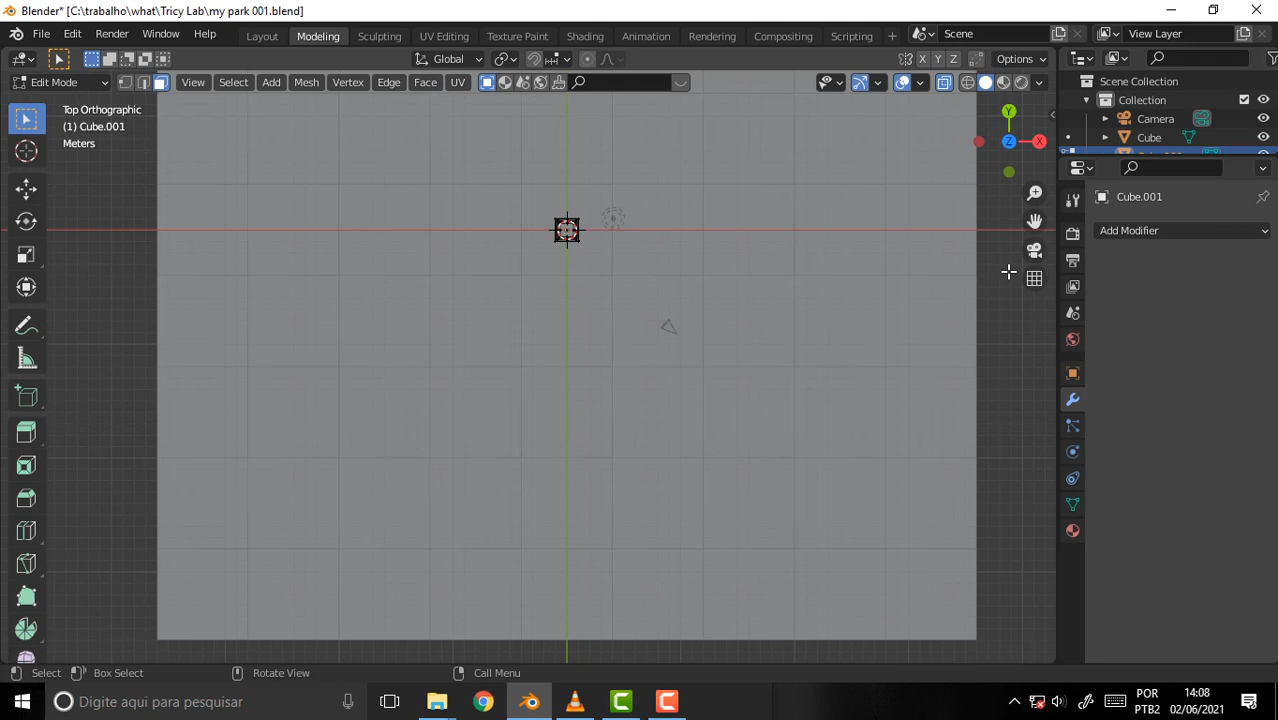 Blender* [C:\trabalho\what\Tricy Lab\my park 001.blend]
File Edit Render Window Help Layout Modeling Sculpting UV Editing Texture Paint Shading Animation Rendering Compositing Scripting Scene View Layer
Global X Y Z Options
Edit Mode View Select Add Mesh Vertex Edge Face UV
Scene Collection
Collection
Camera
Cube
Top Orthographic
(1) Cube.001
Meters
Y
Z
X
Cube.001
Add Modifier
Select Box Select Rotate View Call Menu
Digite aqui para pesquisar
POR
PTB2
14:08
02/06/2021